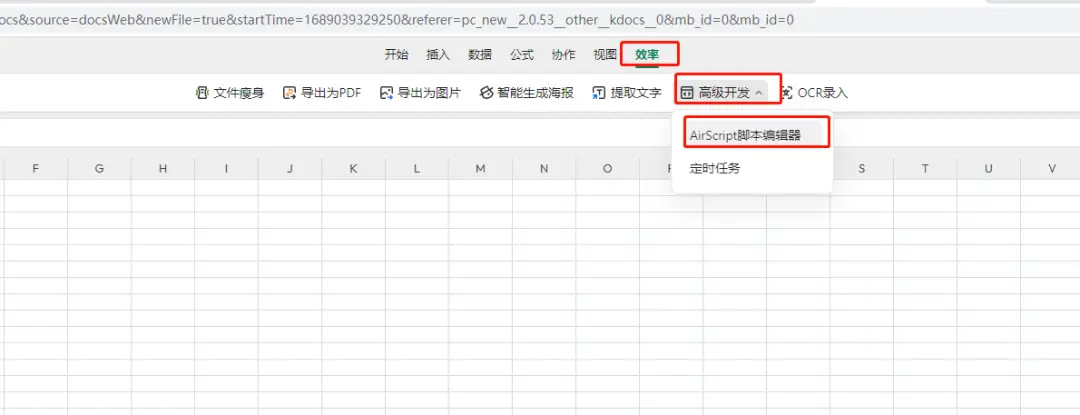 ocs&source=docsWeb&newFile=true&startTime=1689039329250&referer=pc_new__2.0.53__other__kdocs__0&mb_id=0&mb_id=0
开始 插入 数据 公式 协作 视图 效率
文件瘦身 导出为PDF 导出为图片 智能生成海报 提取文字 高级开发 OCR录入
AirScript脚本编辑器
F G H I J K L M N O S T U V
定时任务